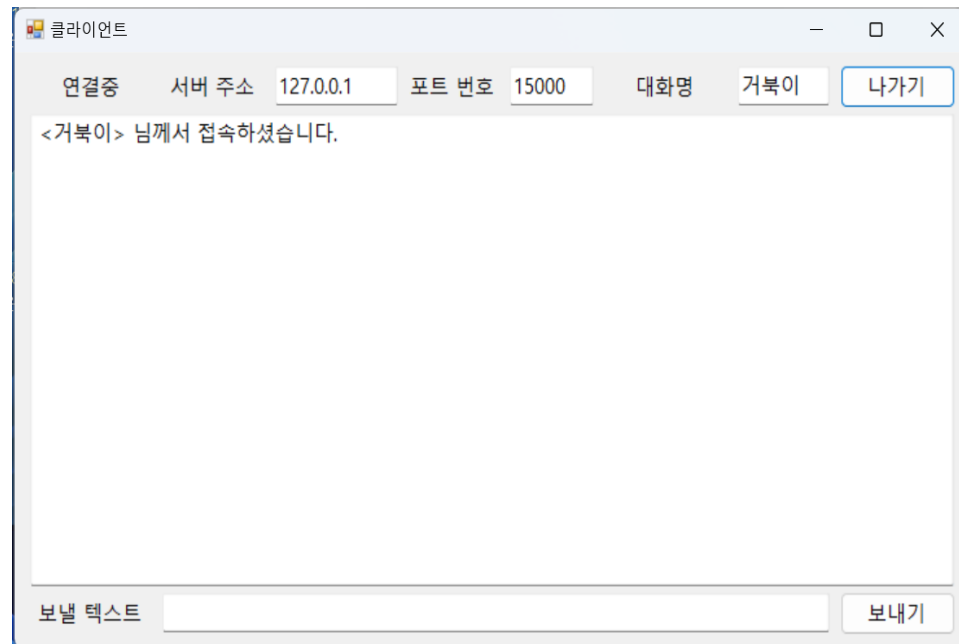 클라이언트
연결중 서버 주소 127.0.0.1 포트 번호 15000 대화명 거북이 나가기
<거북이> 님께서 접속하셨습니다.
보낼 텍스트 보내기